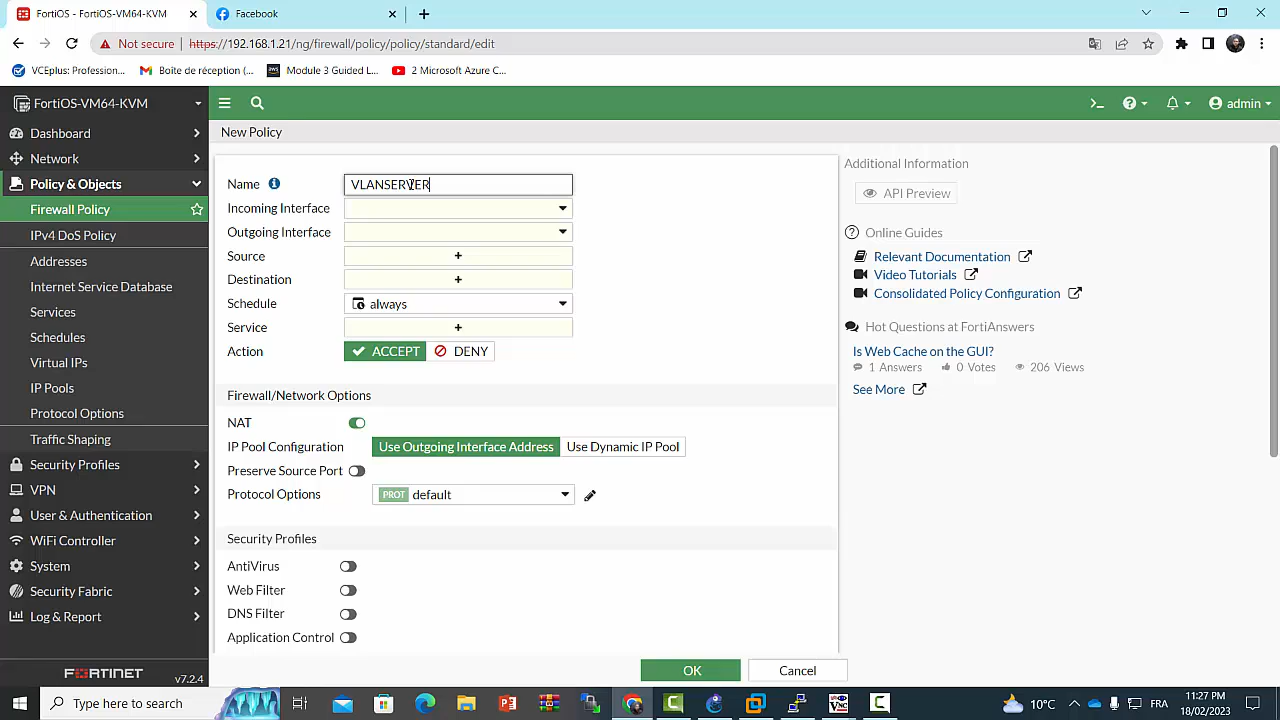 FortiOS - FortiOS-VM64-KVM
Facebook
Not secure
https://192.168.1.21/ng/firewall/policy/policy/standard/edit
VCEplus: Profession...
Boîte de réception (...
Module 3 Guided L...
2 Microsoft Azure C...
FortiOS-VM64-KVM
admin
Dashboard
Network
Policy & Objects
Firewall Policy
IPv4 DoS Policy
Addresses
Internet Service Database
Services
Schedules
Virtual IPs
IP Pools
Protocol Options
Traffic Shaping
Security Profiles
VPN
User & Authentication
WiFi Controller
System
Security Fabric
Log & Report
FORTINET
v7.2.4
New Policy
Name
VLANSERVER
Incoming Interface
Outgoing Interface
Source
+
Destination
+
Schedule
always
Service
+
Action
ACCEPT
DENY
Firewall/Network Options
NAT
IP Pool Configuration
Use Outgoing Interface Address
Use Dynamic IP Pool
Preserve Source Port
Protocol Options
PROT default
Security Profiles
AntiVirus
Web Filter
DNS Filter
Application Control
OK
Cancel
Additional Information
API Preview
Online Guides
Relevant Documentation
Video Tutorials
Consolidated Policy Configuration
Hot Questions at FortiAnswers
Is Web Cache on the GUI?
1 Answers
0 Votes
206 Views
See More
Type here to search
10°C
FRA
11:27 PM
18/02/2023